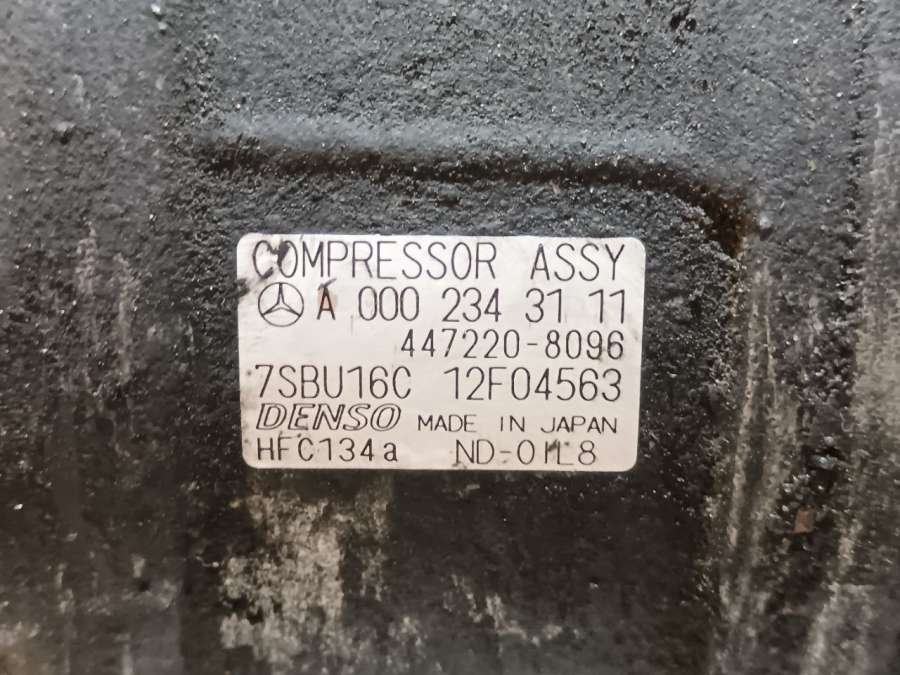 COMPRESSOR ASSY
A 000 234 31 11
447220-8096
7SBU16C 12F04563
DENSO MADE IN JAPAN
HFC134a ND-OIL8